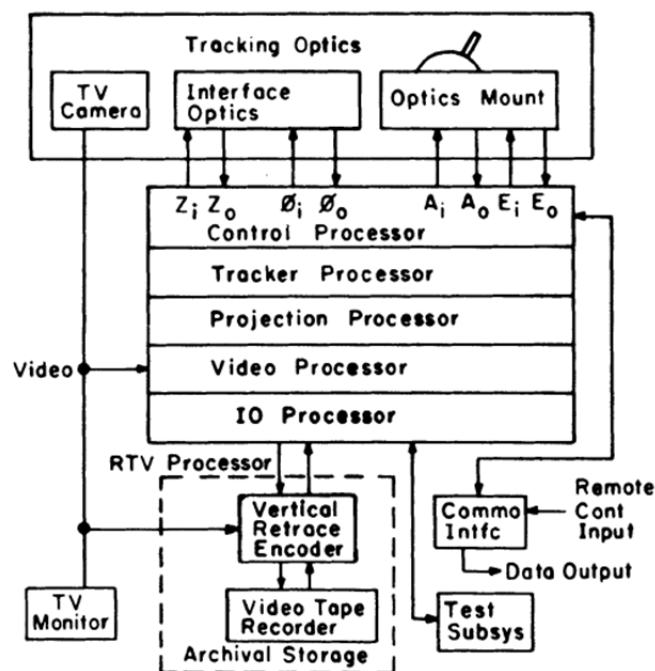 Tracking Optics
TV
Camera
Interface
Optics
Optics Mount
Zi Zo Øi Øo Ai Ao Ei Eo
Control Processor
Tracker Processor
Projection Processor
Video
Video Processor
IO Processor
RTV Processor
Vertical
Retrace
Encoder
Commo
Intfc
Remote
Cont
Input
Data Output
TV
Monitor
Video Tape
Recorder
Test
Subsys
Archival Storage